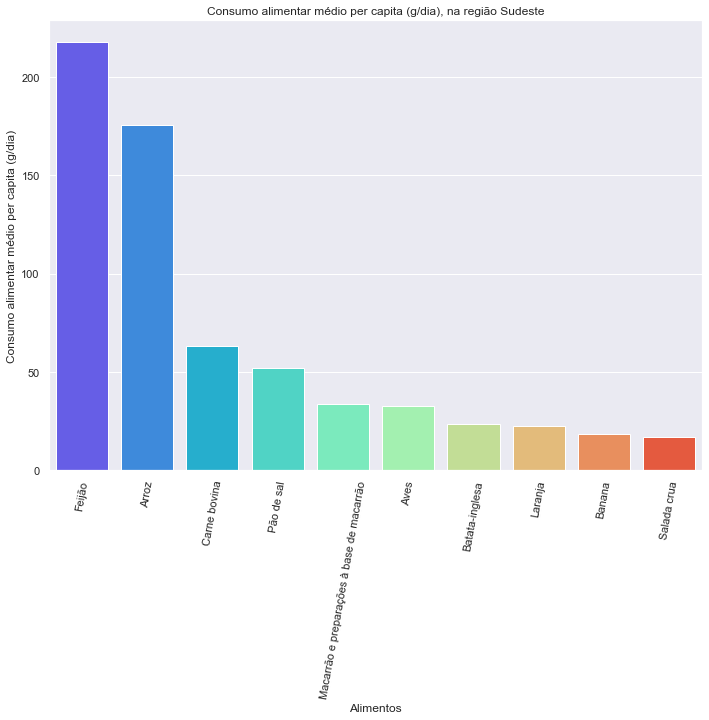 Consumo alimentar médio per capita (g/dia), na região Sudeste
Consumo alimentar médio per capita (g/dia)
200
150
100
50
0
Feijão
Arroz
Carne bovina
Pão de sal
Macarrão e preparações à base de macarrão
Aves
Batata-inglesa
Laranja
Banana
Salada crua
Alimentos